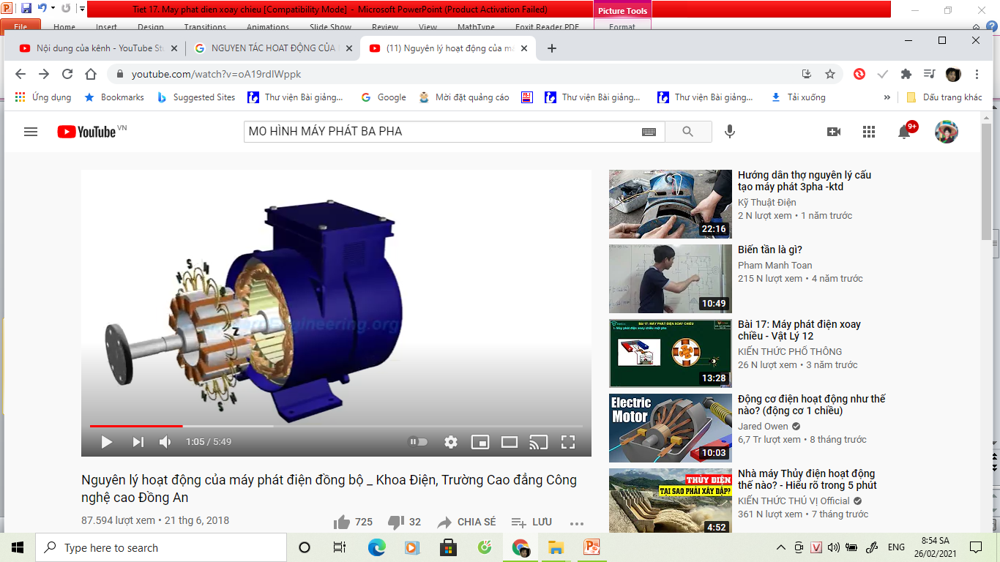 Tiet 17. May phat dien xoay chieu [Compatibility Mode] - Microsoft PowerPoint (Product Activation Failed)
Picture Tools
File Home Insert Design Transitions Animations Slide Show Review View MathType Foxit Reader PDF Format
Nội dung của kênh - YouTube St
NGUYEN TẮC HOẠT ĐỘNG CỦA
(11) Nguyên lý hoạt động của má
youtube.com/watch?v=oA19rdIWppk
Ứng dụng Bookmarks Suggested Sites Thư viện Bài giảng... Google Mời đặt quảng cáo Thư viện Bài giảng... Thư viện Bài giảng... Tải xuống » Dấu trang khác
YouTube VN
MO HÌNH MÁY PHÁT BA PHA
9+
Engineering.org
N S
N
N S
1:05 / 5:49
Nguyên lý hoạt động của máy phát điện đồng bộ _ Khoa Điện, Trường Cao đẳng Công
nghệ cao Đồng An
87.594 lượt xem • 21 thg 6, 2018
725 32 CHIA SẺ LƯU
Hướng dẫn thợ nguyên lý cấu
tạo máy phát 3pha -ktd
Kỹ Thuật Điện
2 N lượt xem • 1 năm trước
22:16
Biến tần là gì?
Pham Manh Toan
215 N lượt xem • 4 năm trước
10:49
Bài 17: MÁY PHÁT ĐIỆN XOAY CHIỀU
Bài 17: Máy phát điện xoay
chiều - Vật Lý 12
KIẾN THỨC PHỔ THÔNG
26 N lượt xem • 3 năm trước
13:28
Electric
Motor
Động cơ điện hoạt động như thế
nào? (động cơ 1 chiều)
Jared Owen
6,7 Tr lượt xem • 8 tháng trước
10:03
THỦY ĐIỆN
TẠI SAO PHẢI XÂY ĐẬP?
Nhà máy Thủy điện hoạt động
thế nào? - Hiểu rõ trong 5 phút
KIẾN THỨC THÚ VỊ Official
361 N lượt xem • 7 tháng trước
4:52
Type here to search
ENG
8:54 SA
26/02/2021